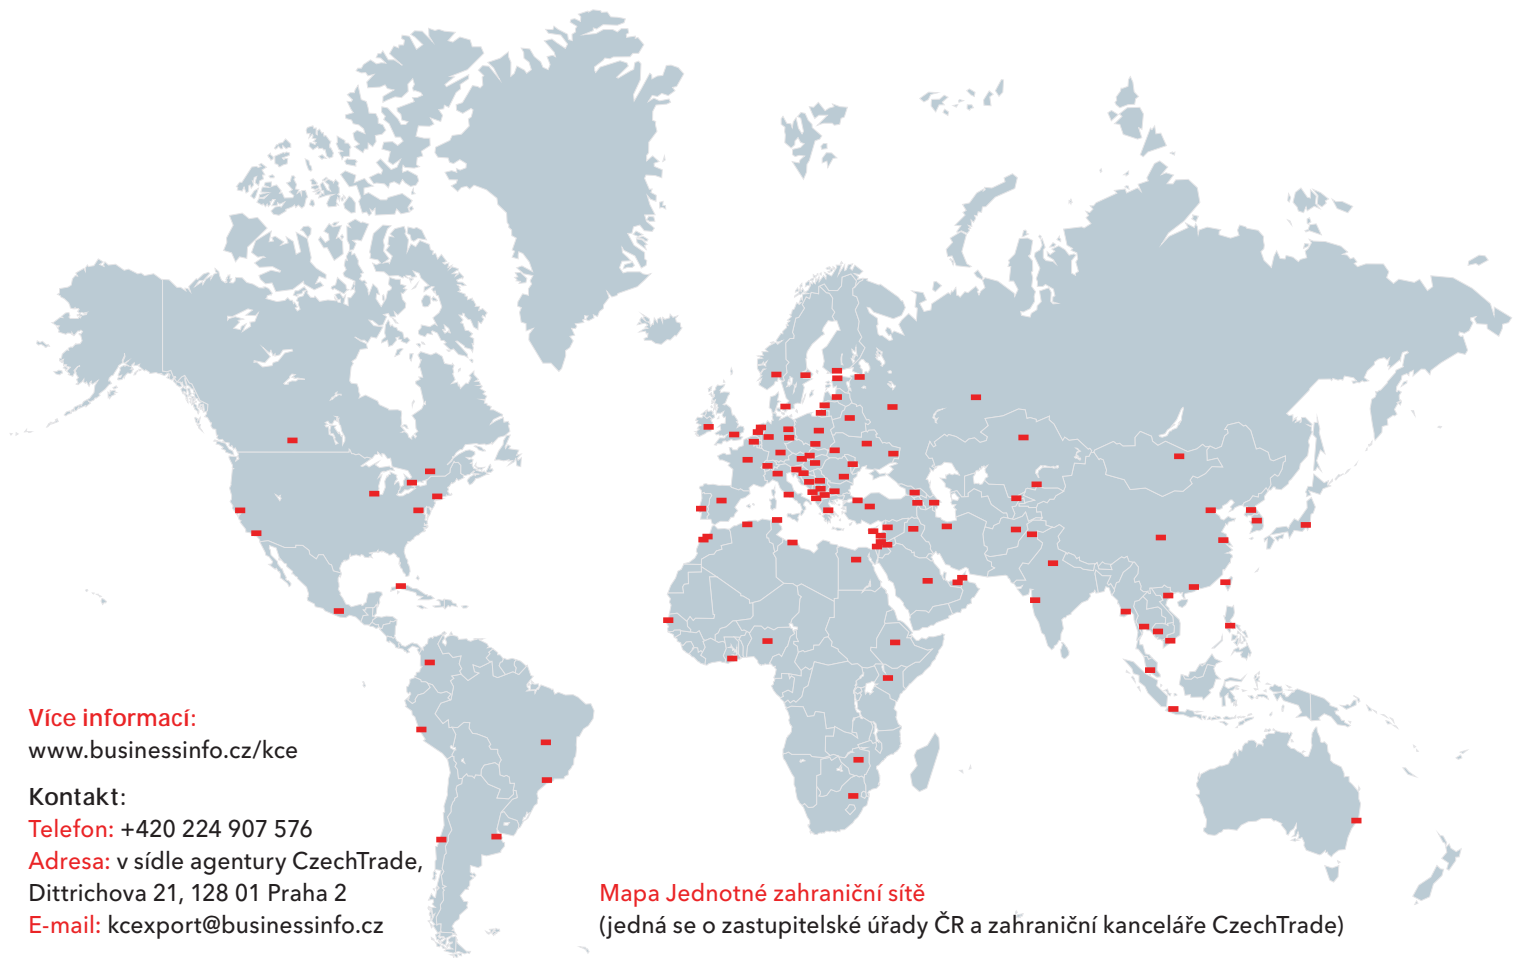 Více informací:
www.businessinfo.cz/kce
Kontakt:
Telefon: +420 224 907 576
Adresa: v sídle agentury CzechTrade,
Dittrichova 21, 128 01 Praha 2
E-mail: kcexport@businessinfo.cz
Mapa Jednotné zahraniční sítě
(jedná se o zastupitelské úřady ČR a zahraniční kanceláře CzechTrade)